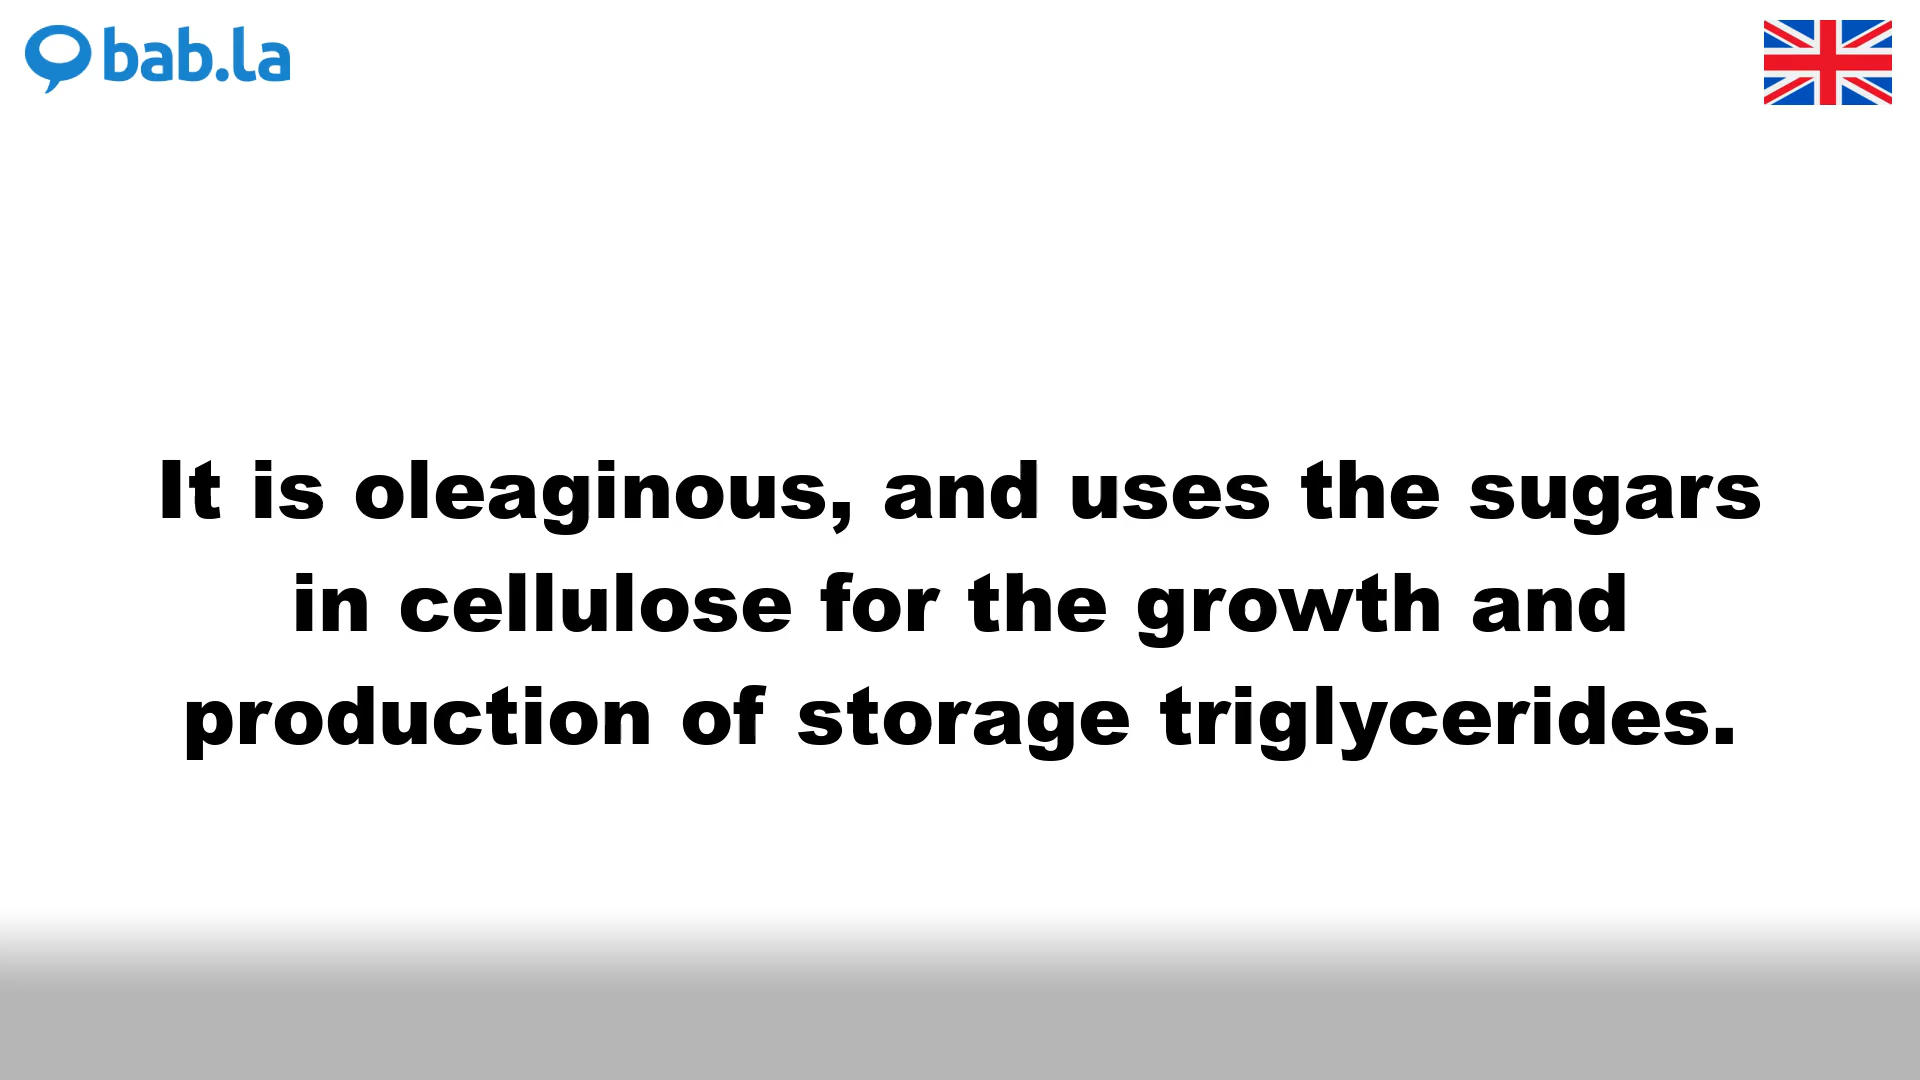 bab.la
It is oleaginous, and uses the sugars
in cellulose for the growth and
production of storage triglycerides.